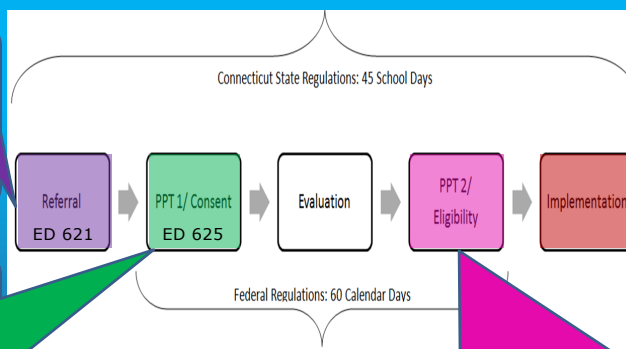 Connecticut State Regulations: 45 School Days
Referral
ED 621
PPT 1/ Consent
ED 625
Evaluation
PPT 2/
Eligibility
Implementation
Federal Regulations: 60 Calendar Days